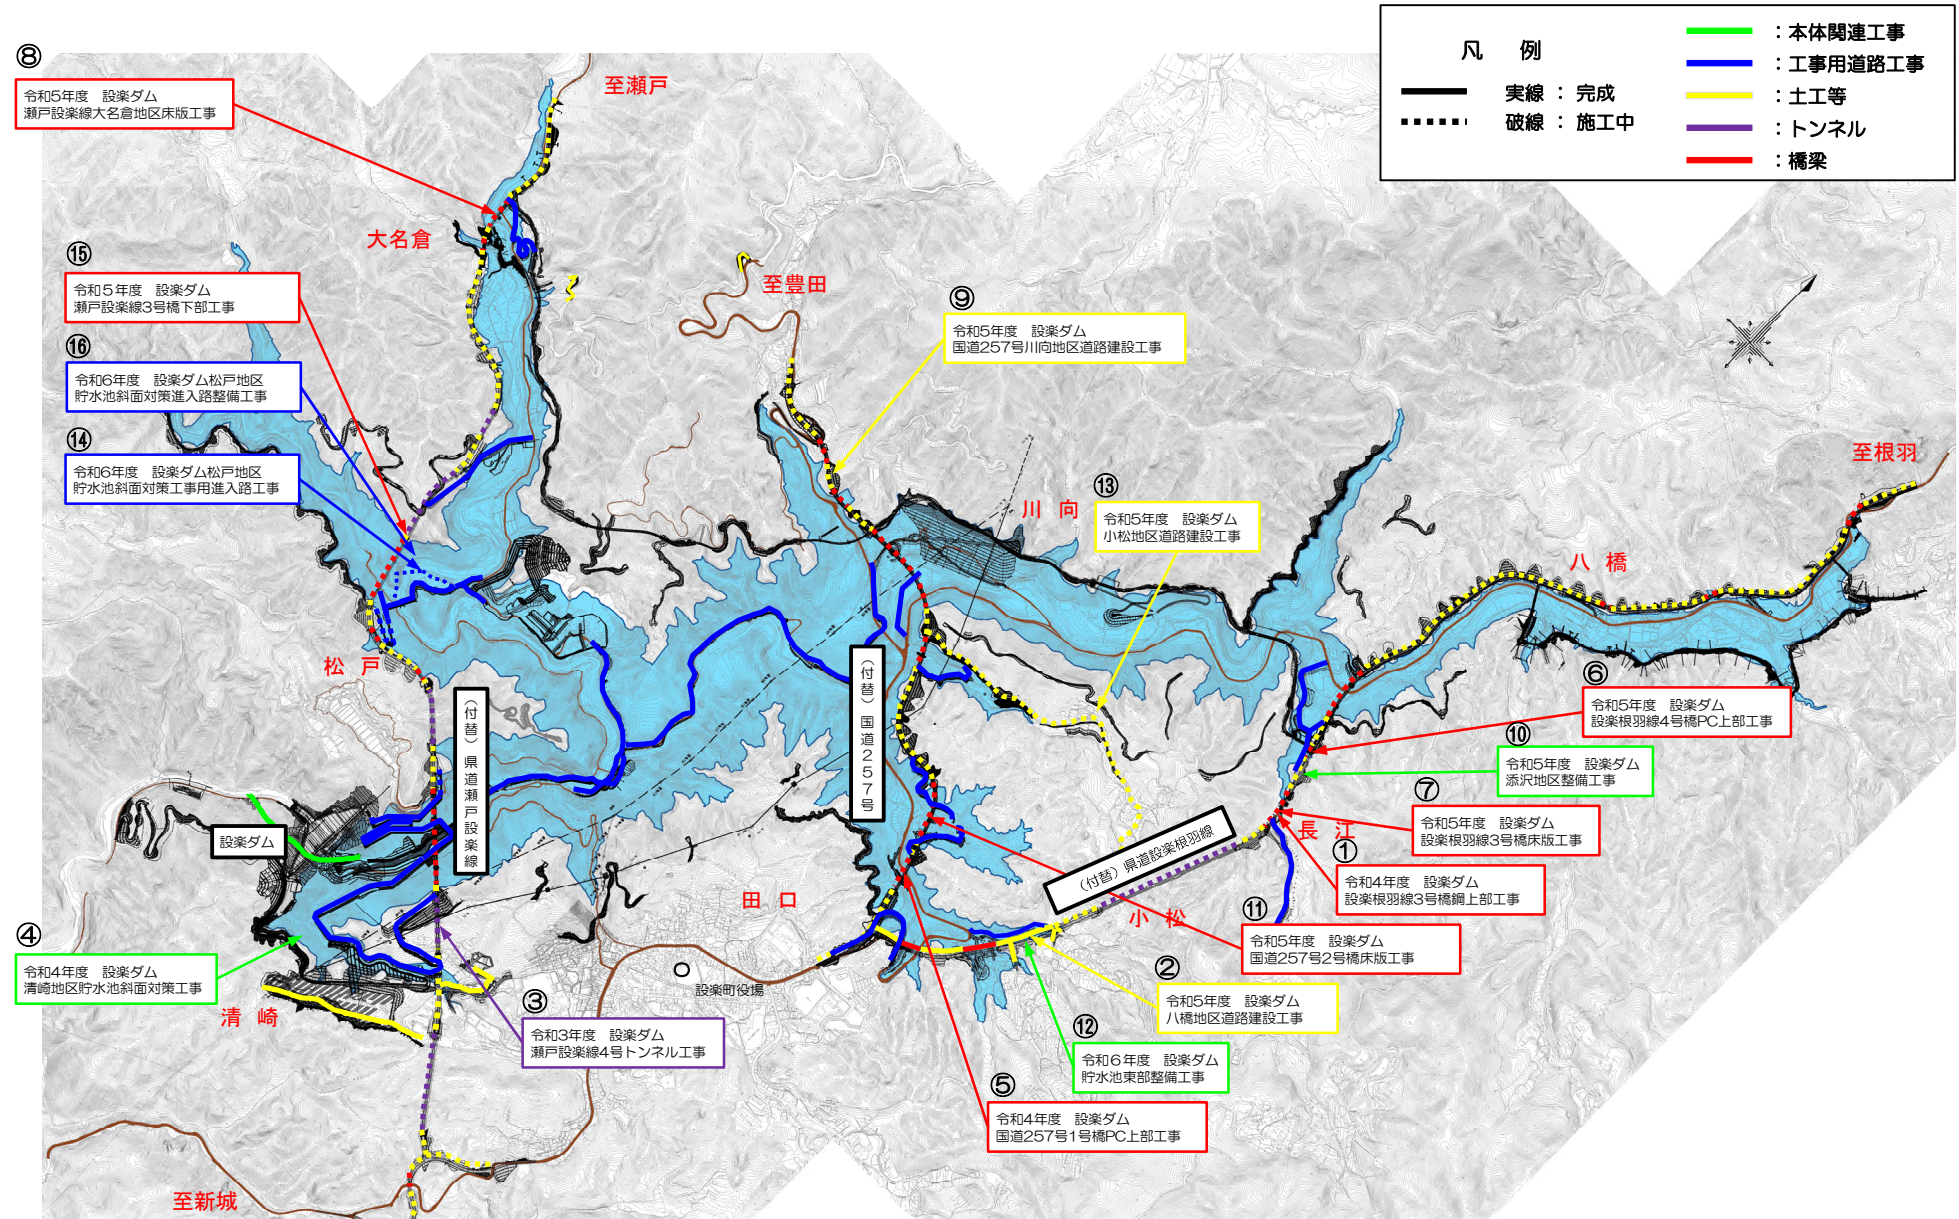 凡 例
実線 : 完成
破線 : 施工中
:本体関連工事
:工事用道路工事
:土工等
:トンネル
:橋梁
⑧
令和5年度 設楽ダム
瀬戸設楽線大名倉地区床版工事
至瀬戸
大名倉
⑮
令和5年度 設楽ダム
瀬戸設楽線3号橋下部工事
⑯
令和6年度 設楽ダム松戸地区
貯水池斜面対策進入路整備工事
⑭
令和6年度 設楽ダム松戸地区
貯水池斜面対策工事用進入路工事
至豊田
⑨
令和5年度 設楽ダム
国道257号川向地区道路建設工事
川 向
⑬
令和5年度 設楽ダム
小松地区道路建設工事
至根羽
八 橋
松 戸
(付替)県道瀬戸設楽線
(付替)国道257号
⑥
令和5年度 設楽ダム
設楽根羽線4号橋PC上部工事
⑩
令和5年度 設楽ダム
添沢地区整備工事
⑦
令和5年度 設楽ダム
設楽根羽線3号橋床版工事
長 江
①
令和4年度 設楽ダム
設楽根羽線3号橋鋼上部工事
(付替)県道設楽根羽線
設楽ダム
田 口
小 松
⑪
令和5年度 設楽ダム
国道257号2号橋床版工事
④
令和4年度 設楽ダム
清崎地区貯水池斜面対策工事
設楽町役場
②
令和5年度 設楽ダム
八橋地区道路建設工事
清 崎
③
令和3年度 設楽ダム
瀬戸設楽線4号トンネル工事
⑫
令和6年度 設楽ダム
貯水池東部整備工事
⑤
令和4年度 設楽ダム
国道257号1号橋PC上部工事
至新城